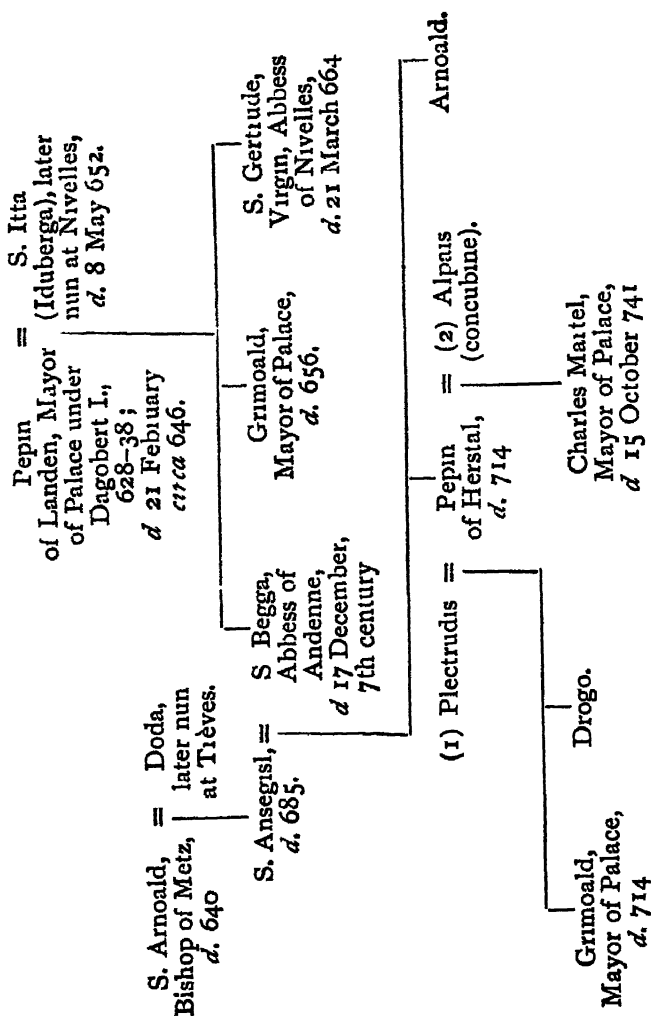 Pepin
of Landen, Mayor
of Palace under
Dagobert I.,
628–38;
d 21 February
circa 646.
=
S. Itta
(Iduberga), later
nun at Nivelles,
d. 8 May 652.
S. Arnoald,
Bishop of Metz,
d. 640
=
Doda,
later nun
at Trèves.
S. Ansegisl, =
d. 685.
S Begga,
Abbess of
Andenne,
d 17 December,
7th century
Grimoald,
Mayor of Palace,
d. 656.
S. Gertrude,
Virgin, Abbess
of Nivelles,
d. 21 March 664
(1) Plectrudis =
Pepin
of Herstal,
d. 714
= (2) Alpais
(concubine).
Arnoald.
Grimoald,
Mayor of Palace,
d. 714
Drogo.
Charles Martel,
Mayor of Palace,
d 15 October 741